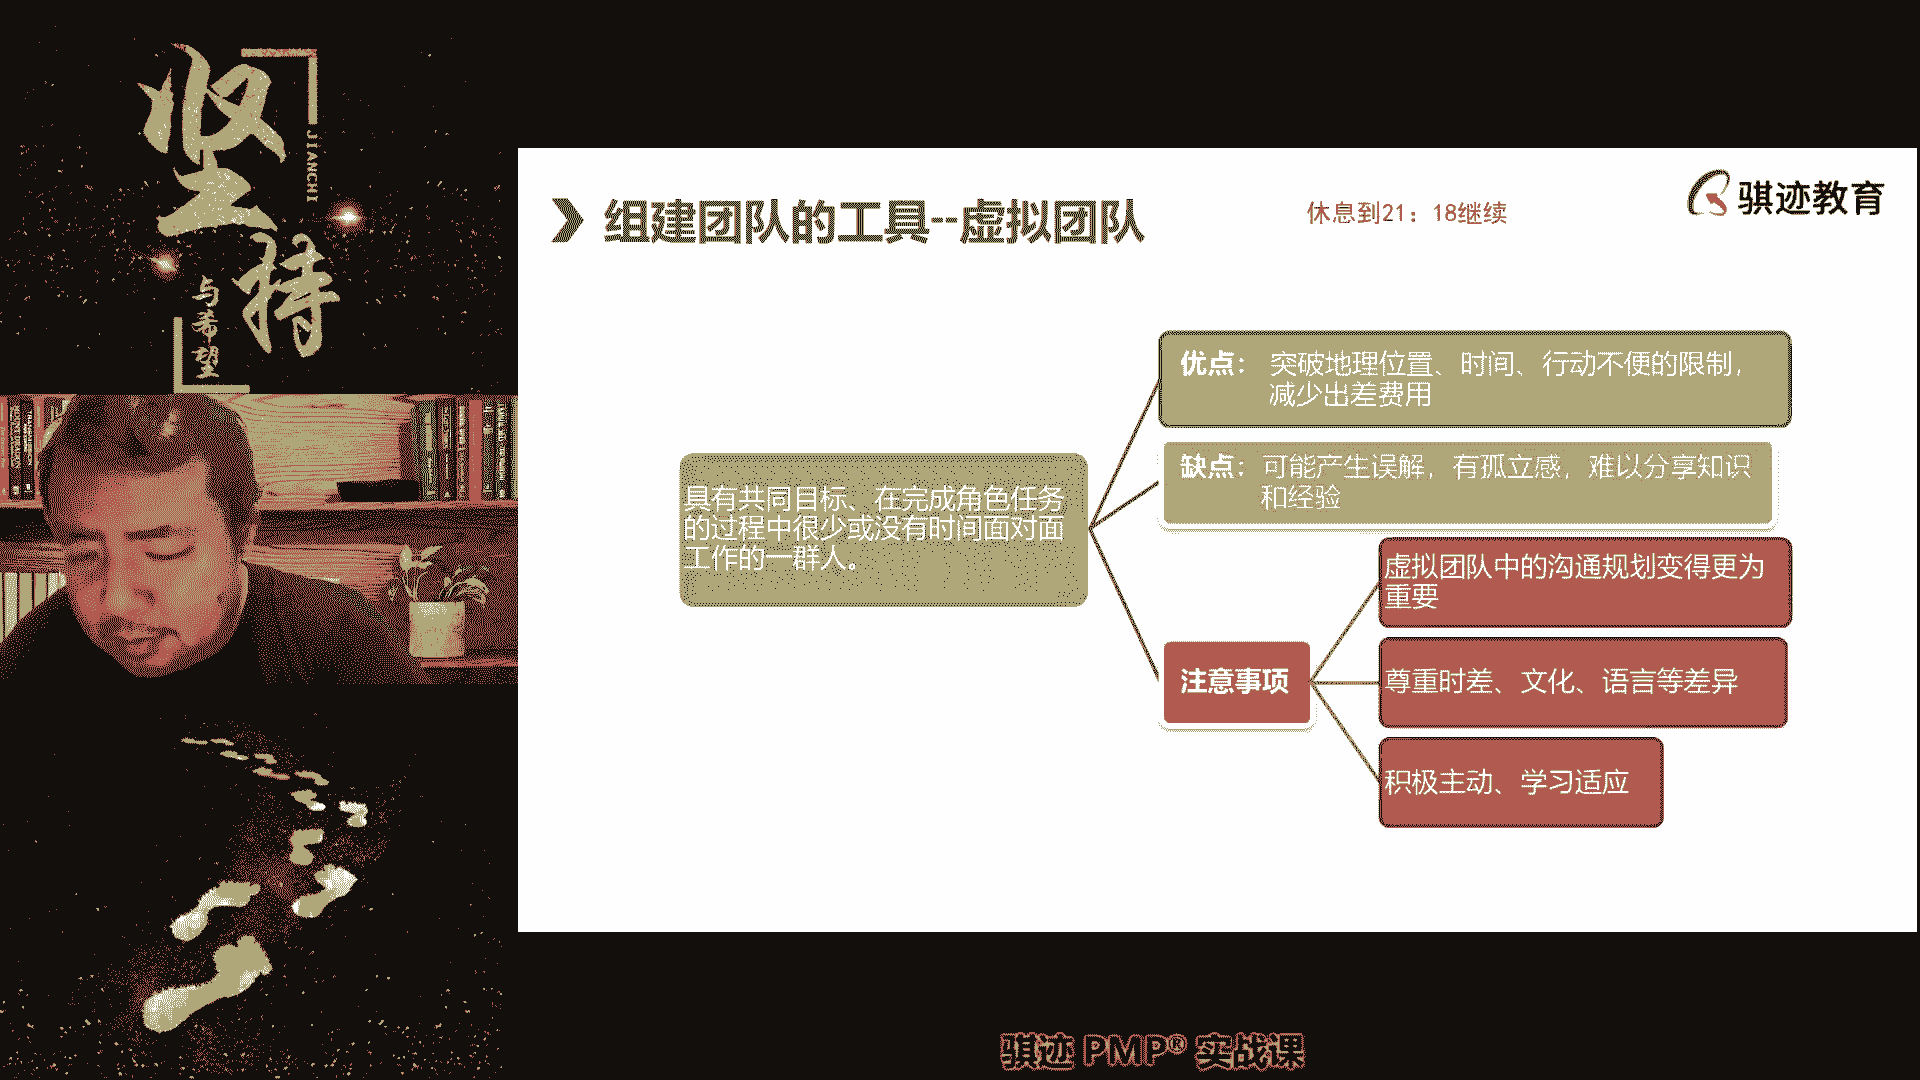 坚持
JIANCHI
与希望
组建团队的工具--虚拟团队
休息到21：18继续
骐迹教育
具有共同目标、在完成角色任务
的过程中很少或没有时间面对面
工作的一群人。
优点： 突破地理位置、时间、行动不便的限制，
减少出差费用
缺点： 可能产生误解，有孤立感，难以分享知识
和经验
注意事项
虚拟团队中的沟通规划变得更为
重要
尊重时差、文化、语言等差异
积极主动、学习适应
骐迹 PMP® 实战课